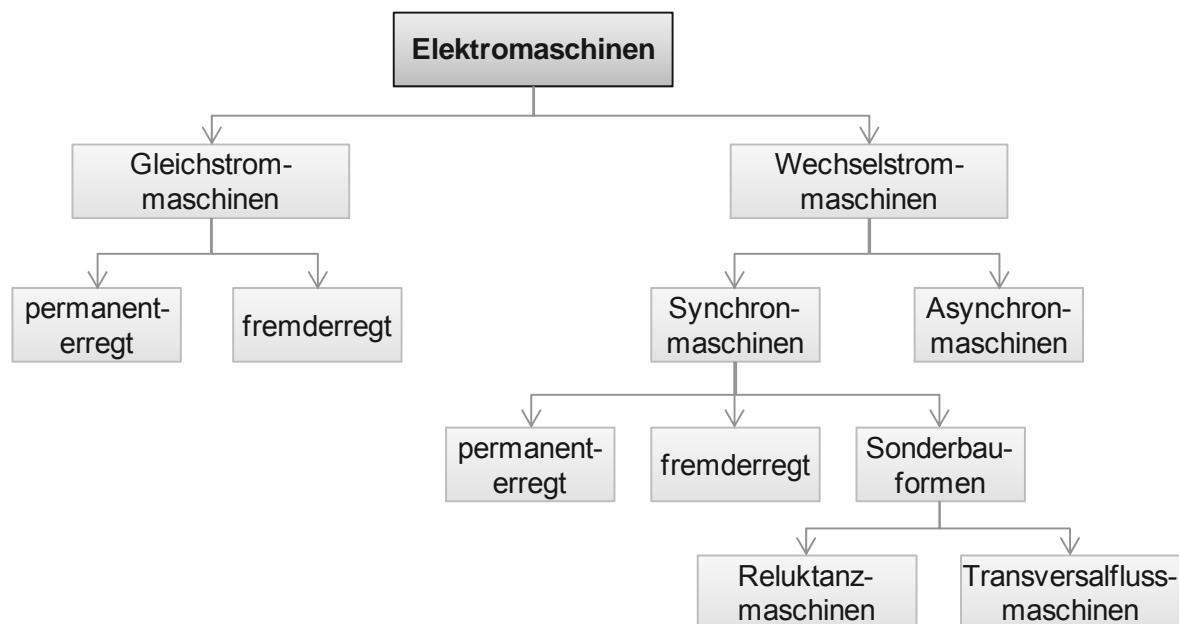 Elektromaschinen
Gleichstrom-
maschinen
Wechselstrom-
maschinen
permanent-
erregt
fremderregt
Synchron-
maschinen
Asynchron-
maschinen
permanent-
erregt
fremderregt
Sonderbau-
formen
Reluktanz-
maschinen
Transversalfluss-
maschinen